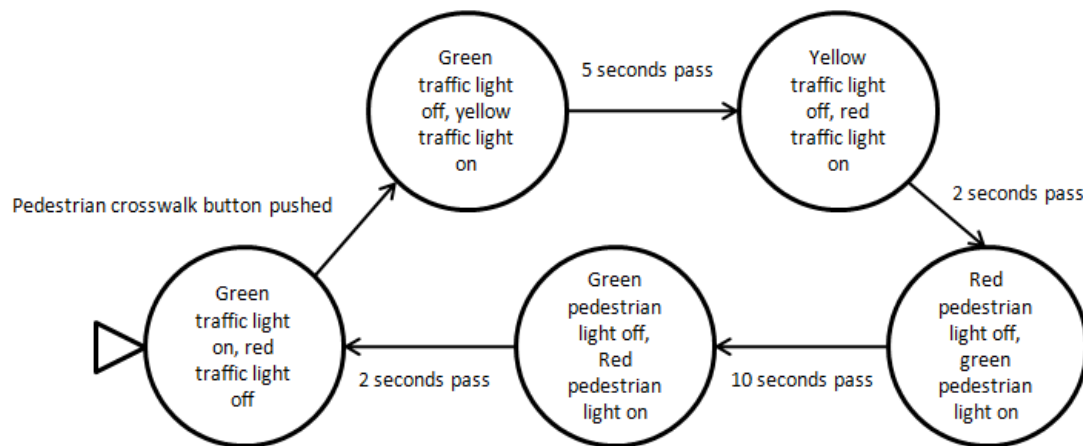 Green
traffic light
off, yellow
traffic light
on
5 seconds pass
Yellow
traffic light
off, red
traffic light
on
Pedestrian crosswalk button pushed
2 seconds pass
Green
traffic light
on, red
traffic light
off
2 seconds pass
Green
pedestrian
light off,
Red
pedestrian
light on
10 seconds pass
Red
pedestrian
light off,
green
pedestrian
light on